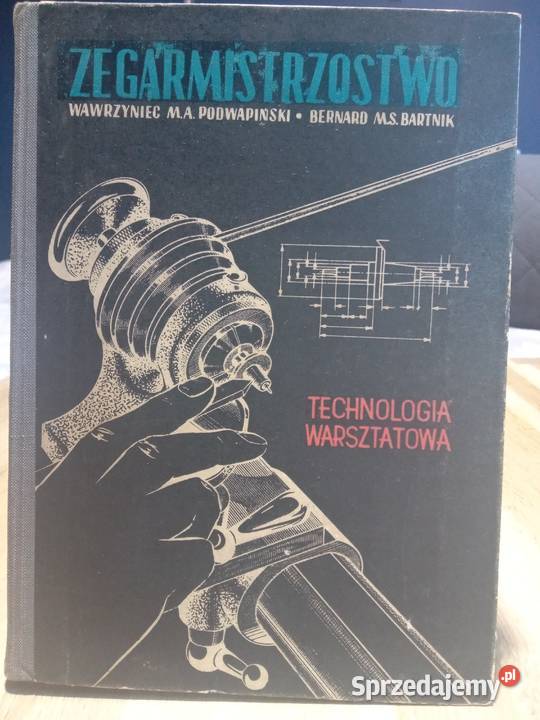 ZEGARMISTRZOSTWO
WAWRZYNIEC M.A. PODWAPIŃSKI • BERNARD M.S. BARTNIK
TECHNOLOGIA
WARSZTATOWA
Sprzedajemy.pl